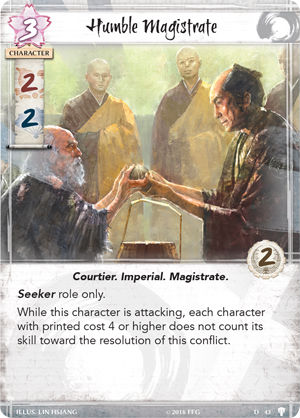 Humble Magistrate
3
CHARACTER
2
2
2
Courtier. Imperial. Magistrate.
Seeker role only.
While this character is attacking, each character
with printed cost 4 or higher does not count its
skill toward the resolution of this conflict.
ILLUS. LIN HSIANG
© 2018 FFG